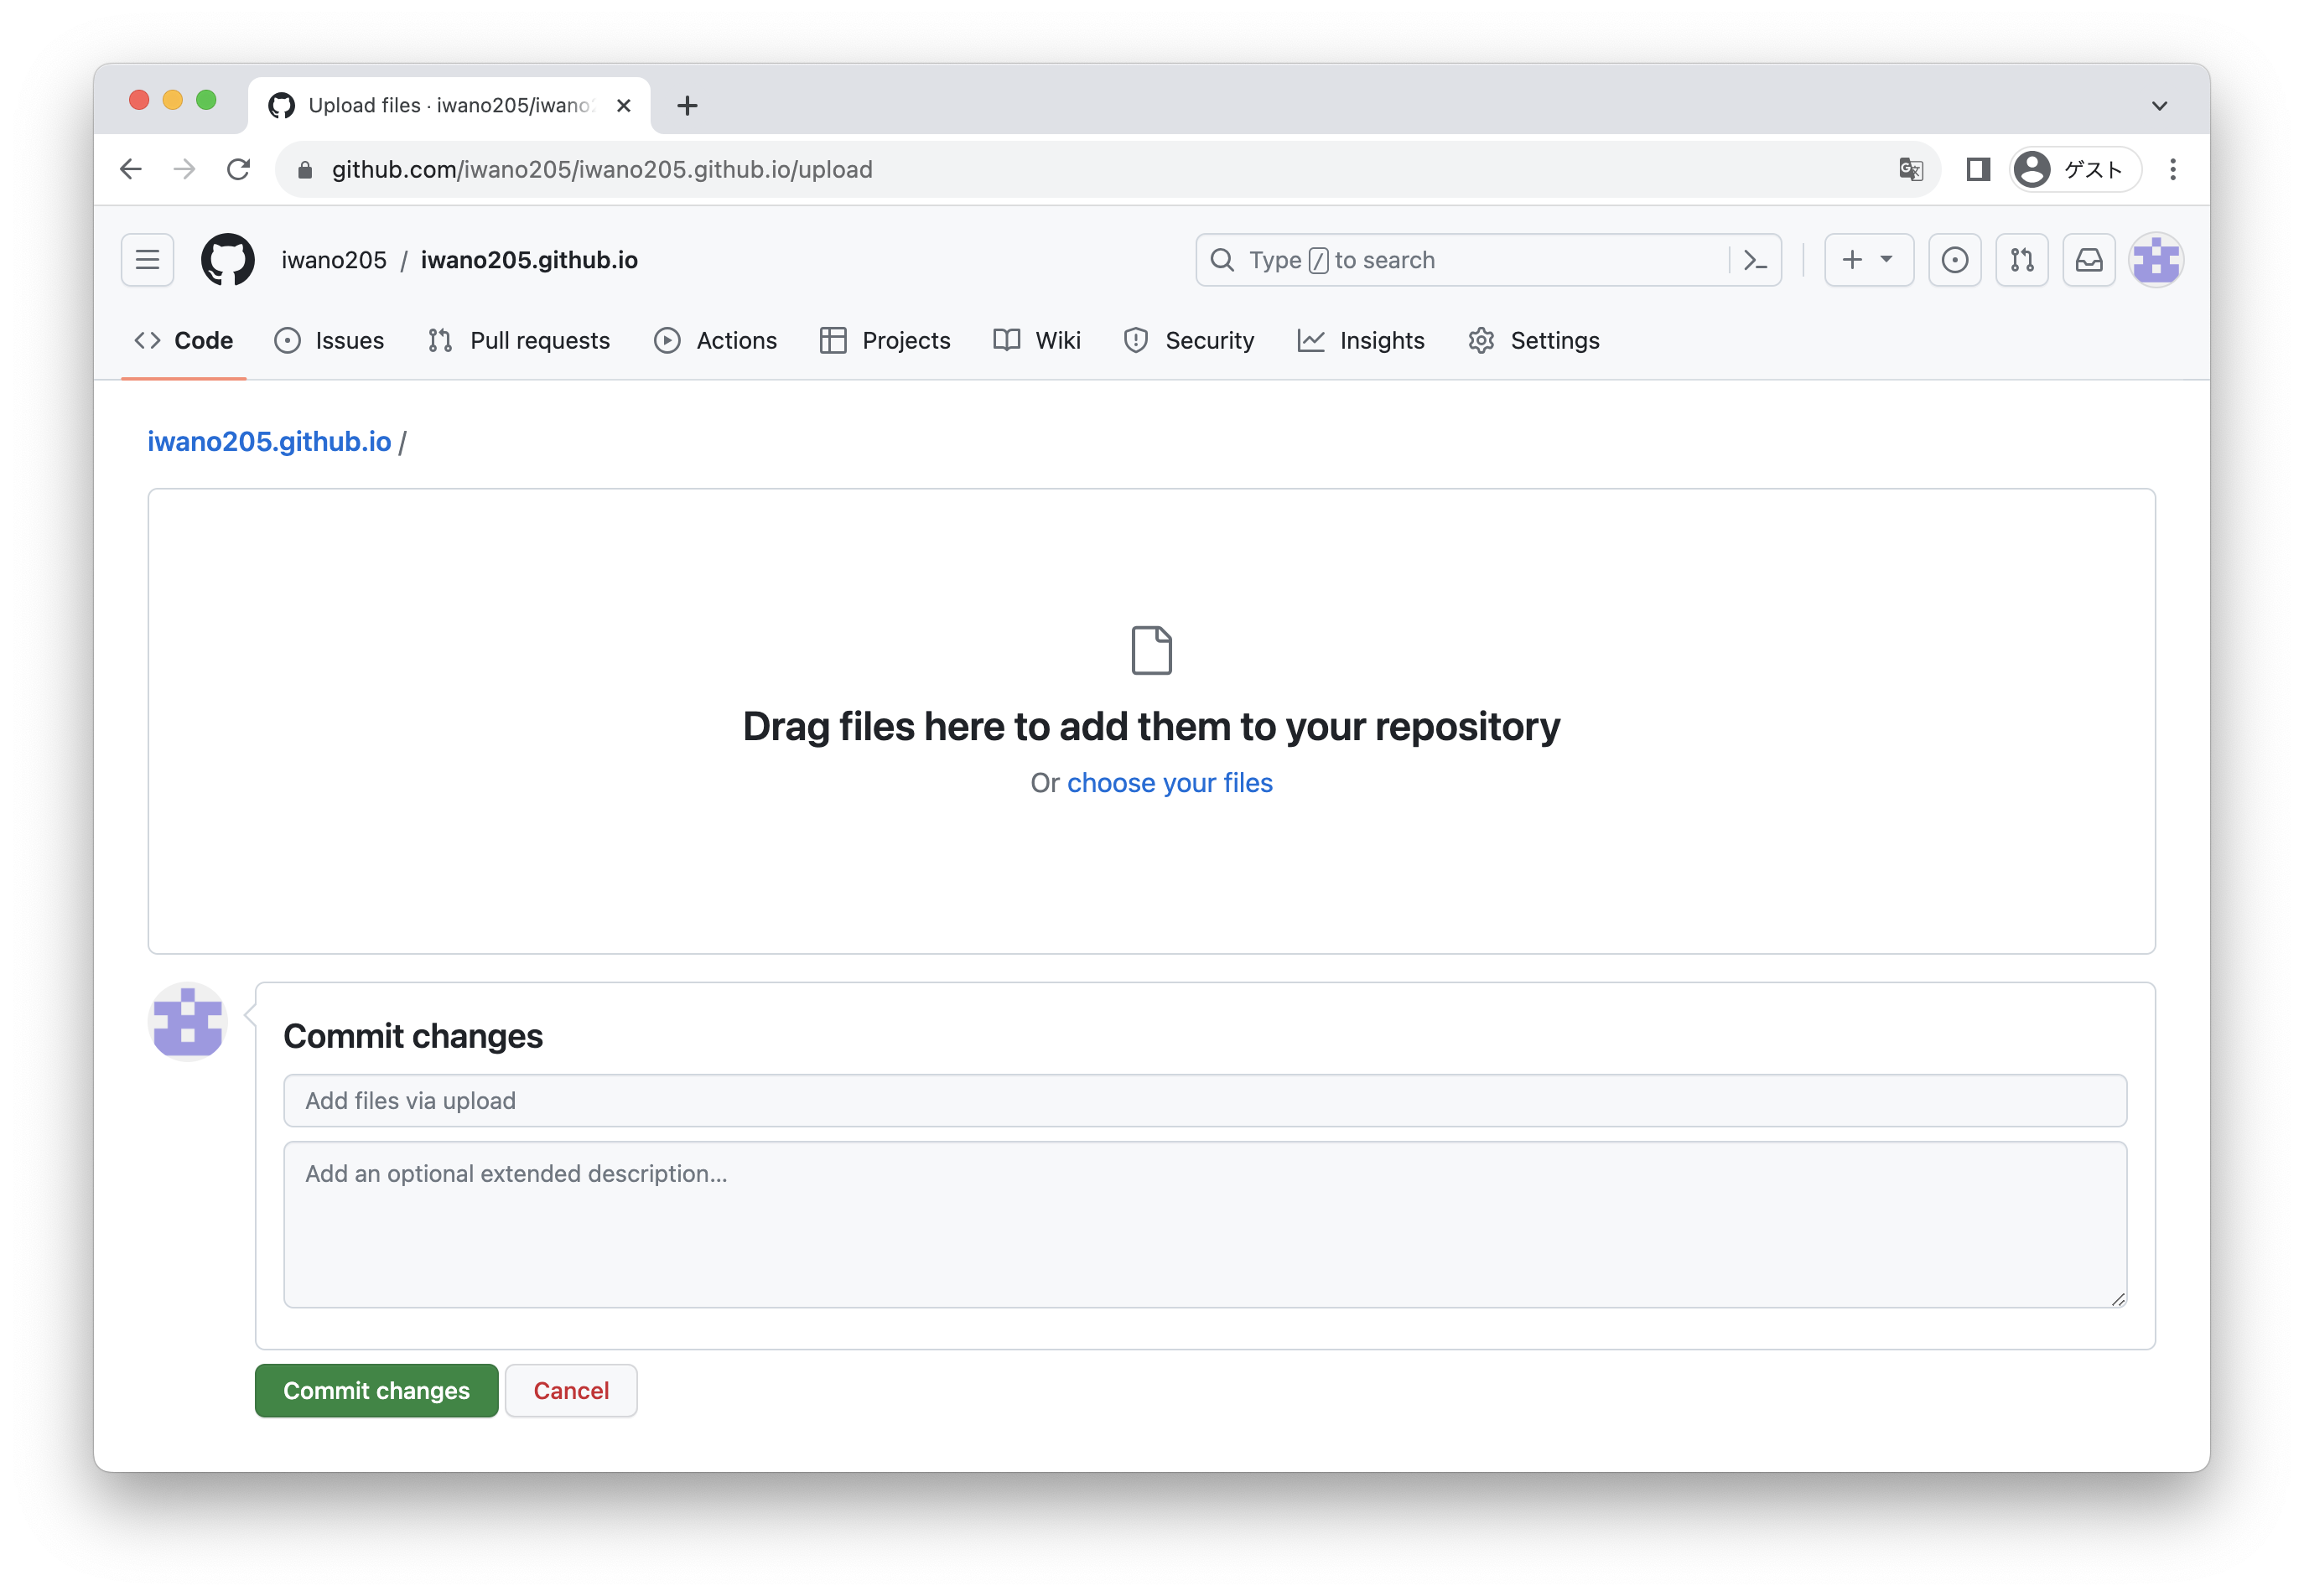 Upload files · iwano205/iwano
github.com/iwano205/iwano205.github.io/upload
ゲスト
iwano205 / iwano205.github.io
Type / to search
Code Issues Pull requests Actions Projects Wiki Security Insights Settings
iwano205.github.io /
Drag files here to add them to your repository
Or choose your files
Commit changes
Add files via upload
Add an optional extended description...
Commit changes Cancel